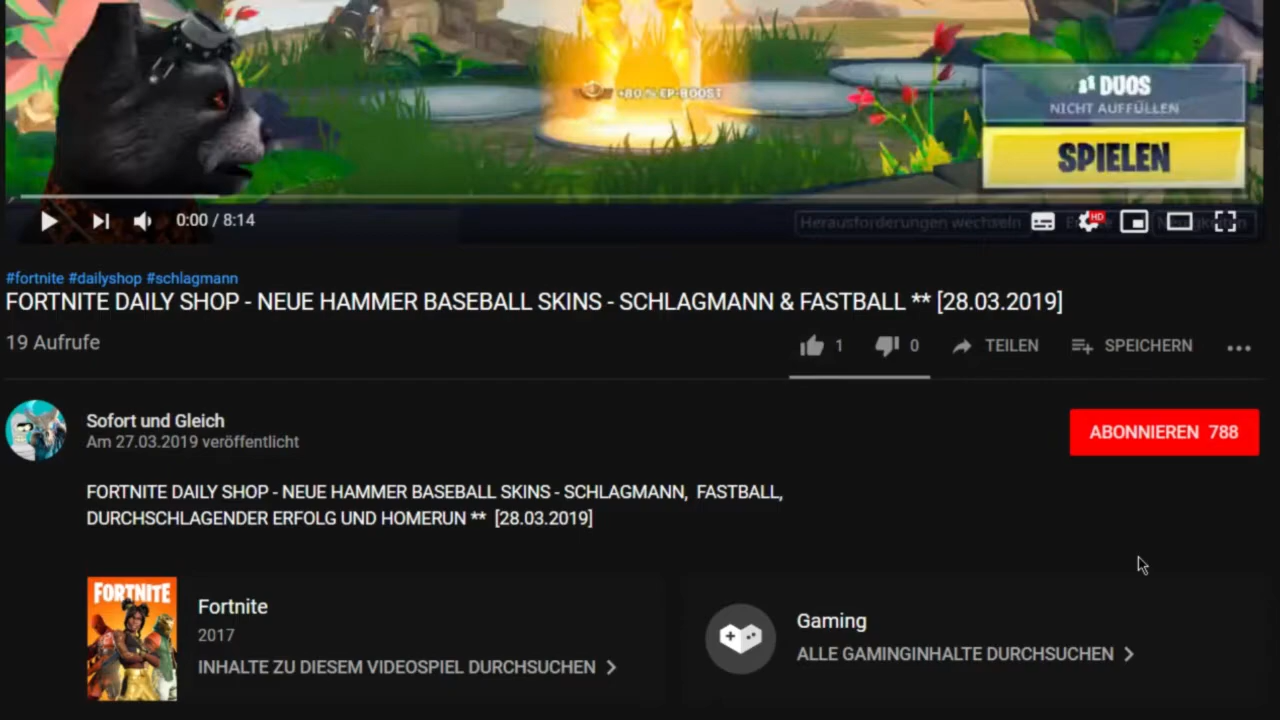 +80 % EP-BOOST
DUOS
NICHT AUFFÜLLEN
SPIELEN
0:00 / 8:14
Herausforderungen wechseln
HD
#fortnite #dailyshop #schlagmann
FORTNITE DAILY SHOP - NEUE HAMMER BASEBALL SKINS - SCHLAGMANN & FASTBALL ** [28.03.2019]
19 Aufrufe
1
0
TEILEN
SPEICHERN
Sofort und Gleich
Am 27.03.2019 veröffentlicht
ABONNIEREN 788
FORTNITE DAILY SHOP - NEUE HAMMER BASEBALL SKINS - SCHLAGMANN, FASTBALL,
DURCHSCHLAGENDER ERFOLG UND HOMERUN ** [28.03.2019]
FORTNITE
Fortnite
2017
INHALTE ZU DIESEM VIDEOSPIEL DURCHSUCHEN
Gaming
ALLE GAMINGINHALTE DURCHSUCHEN